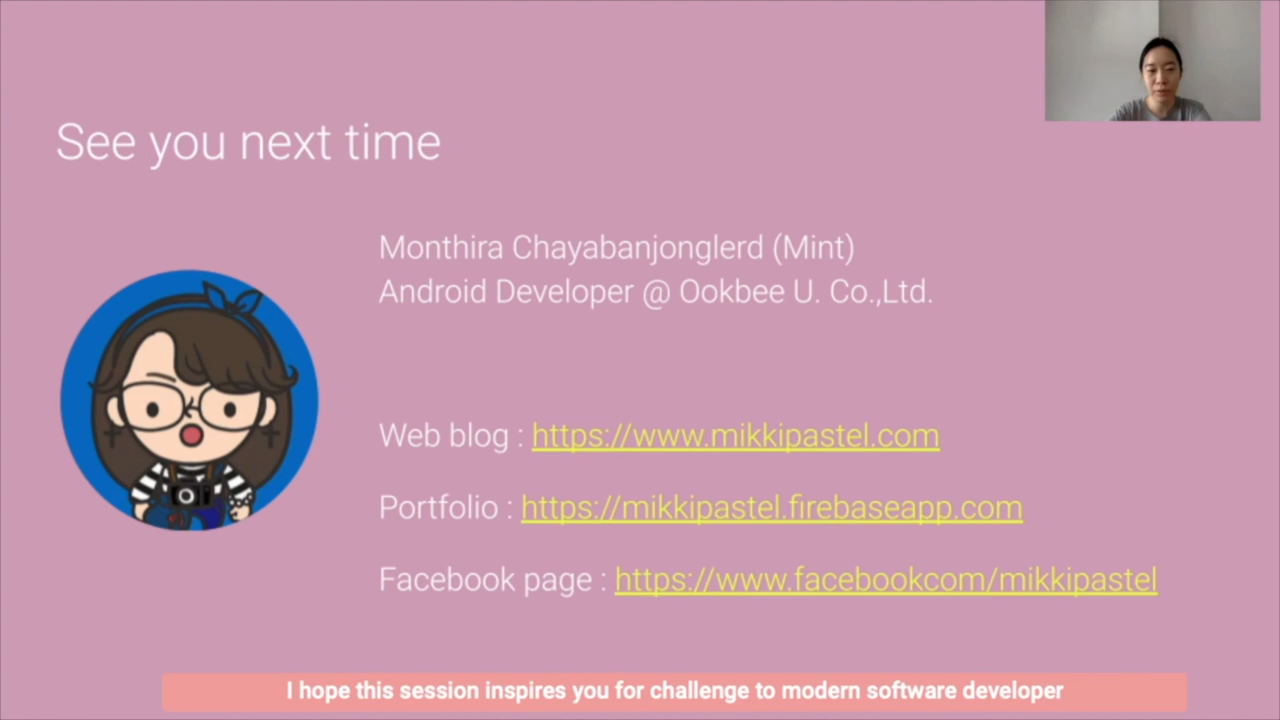 See you next time
Monthira Chayabanjonglerd (Mint)
Android Developer @ Ookbee U. Co.,Ltd.
Web blog : https://www.mikkipastel.com
Portfolio : https://mikkipastel.firebaseapp.com
Facebook page : https://www.facebookcom/mikkipastel
I hope this session inspires you for challenge to modern software developer